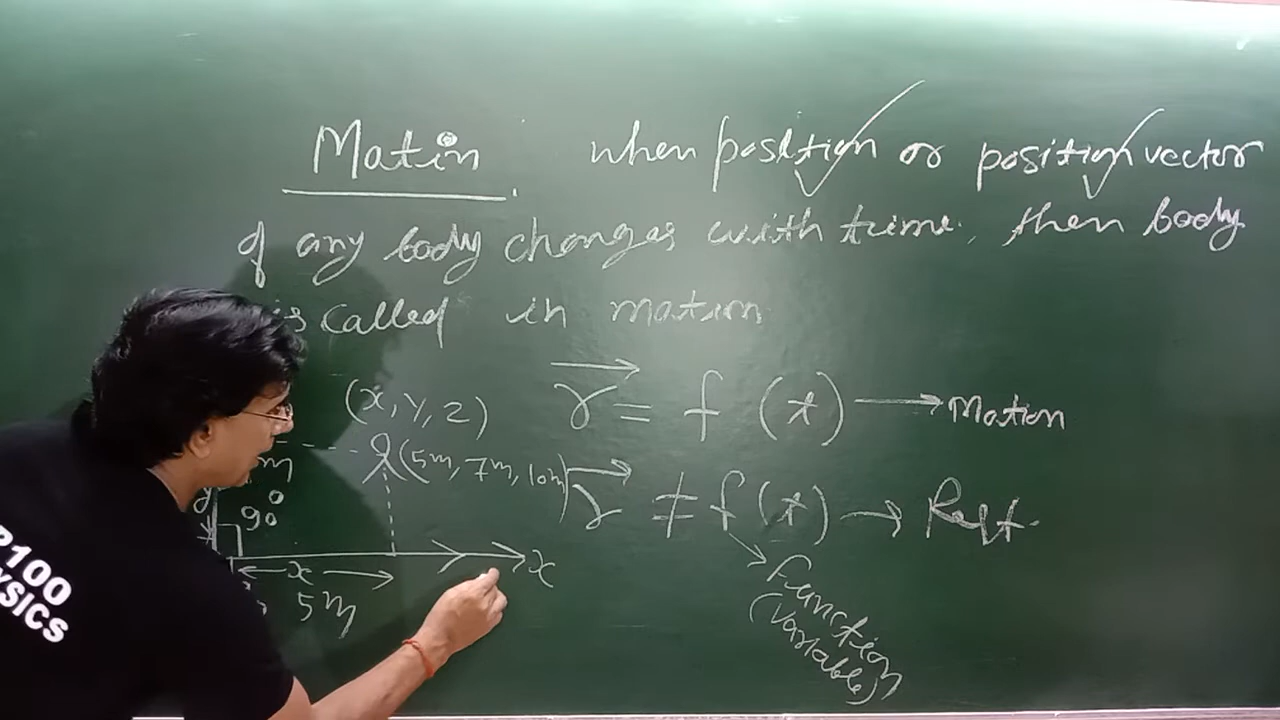 Motion when position or position vector
of any body changes with time, then body
is called in motion
(x, y, z)
r = f (t) → Motion
(5m, 7m, 10m)
r ≠ f (t) → Rest.
90°
x
x
5m
function
(variable)
P100
YSICS